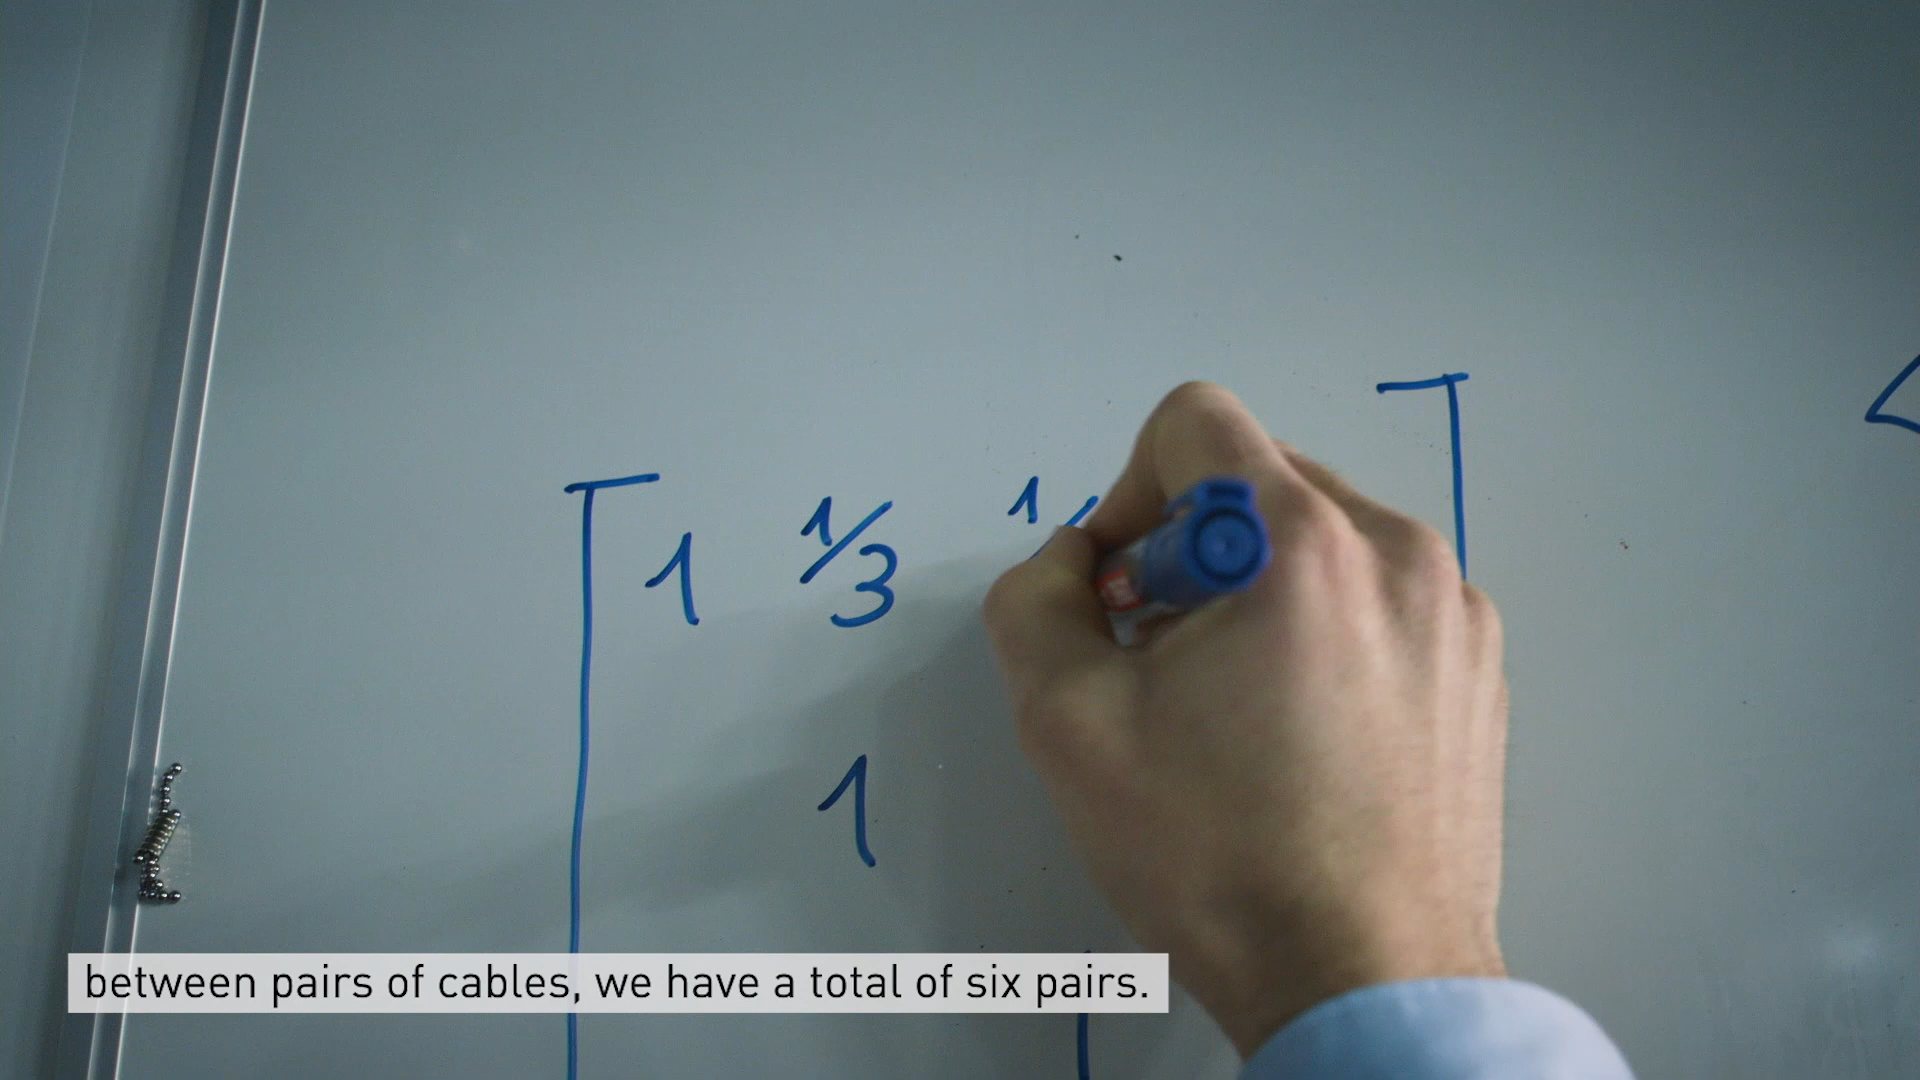 1 1/3 1/
1
between pairs of cables, we have a total of six pairs.